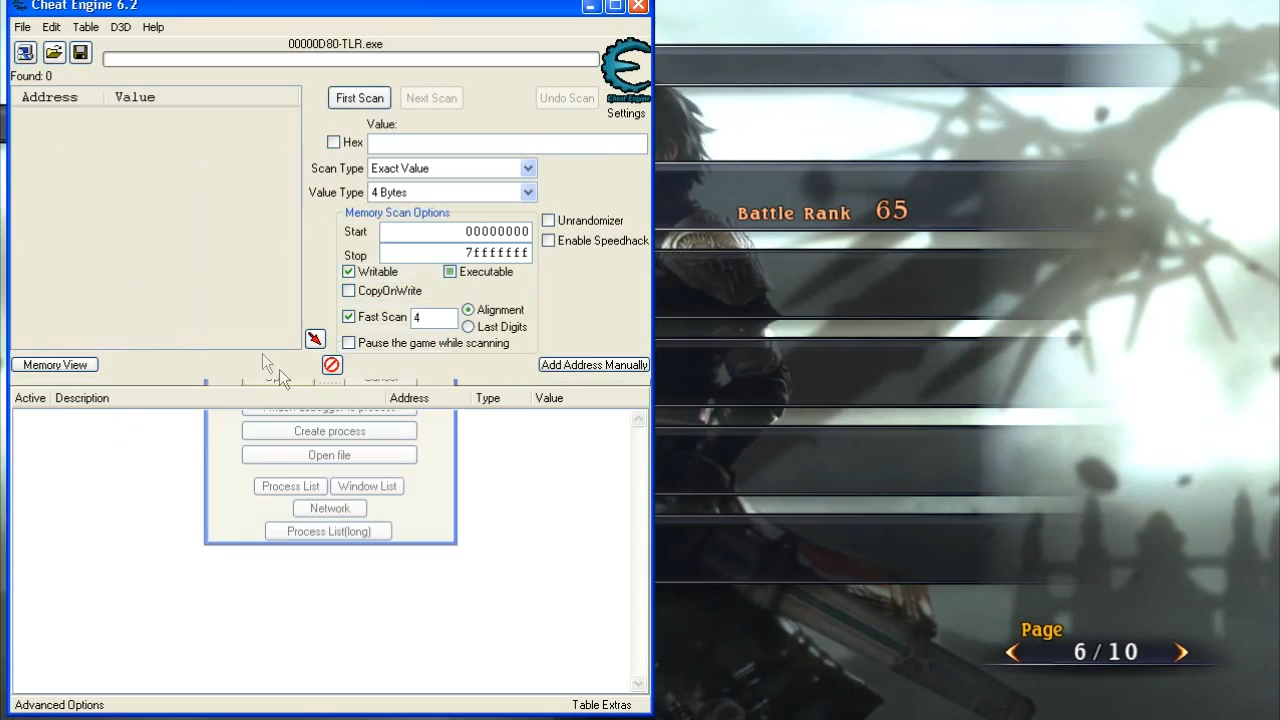 Cheat Engine 6.2
File Edit Table D3D Help
00000D80-TLR.exe
Found: 0
Address Value
First Scan Next Scan Undo Scan
Cheat Engine
Settings
Value:
Hex
Scan Type Exact Value
Value Type 4 Bytes
Memory Scan Options
Start 00000000
Stop 7fffffff
Unrandomizer
Enable Speedhack
Writable Executable
CopyOnWrite
Fast Scan 4
Alignment
Last Digits
Pause the game while scanning
Memory View
Add Address Manually
Active Description Address Type Value
Create process
Open file
Process List Window List
Network
Process List(long)
Advanced Options
Table Extras
Battle Rank 65
Page
6/10